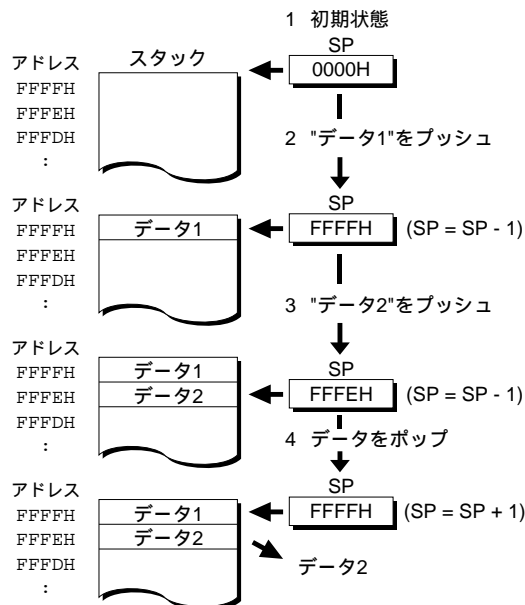 1 初期状態
SP
アドレス スタック 0000H
FFFFH
FFFEH
FFFDH
:
2 "データ1"をプッシュ
アドレス SP
FFFFH データ1 FFFFH (SP = SP - 1)
FFFEH
FFFDH
:
3 "データ2"をプッシュ
アドレス SP
FFFFH データ1
FFFEH データ2 FFFEH (SP = SP - 1)
FFFDH
:
4 データをポップ
アドレス SP
FFFFH データ1 FFFFH (SP = SP + 1)
FFFEH データ2
FFFDH データ2
: